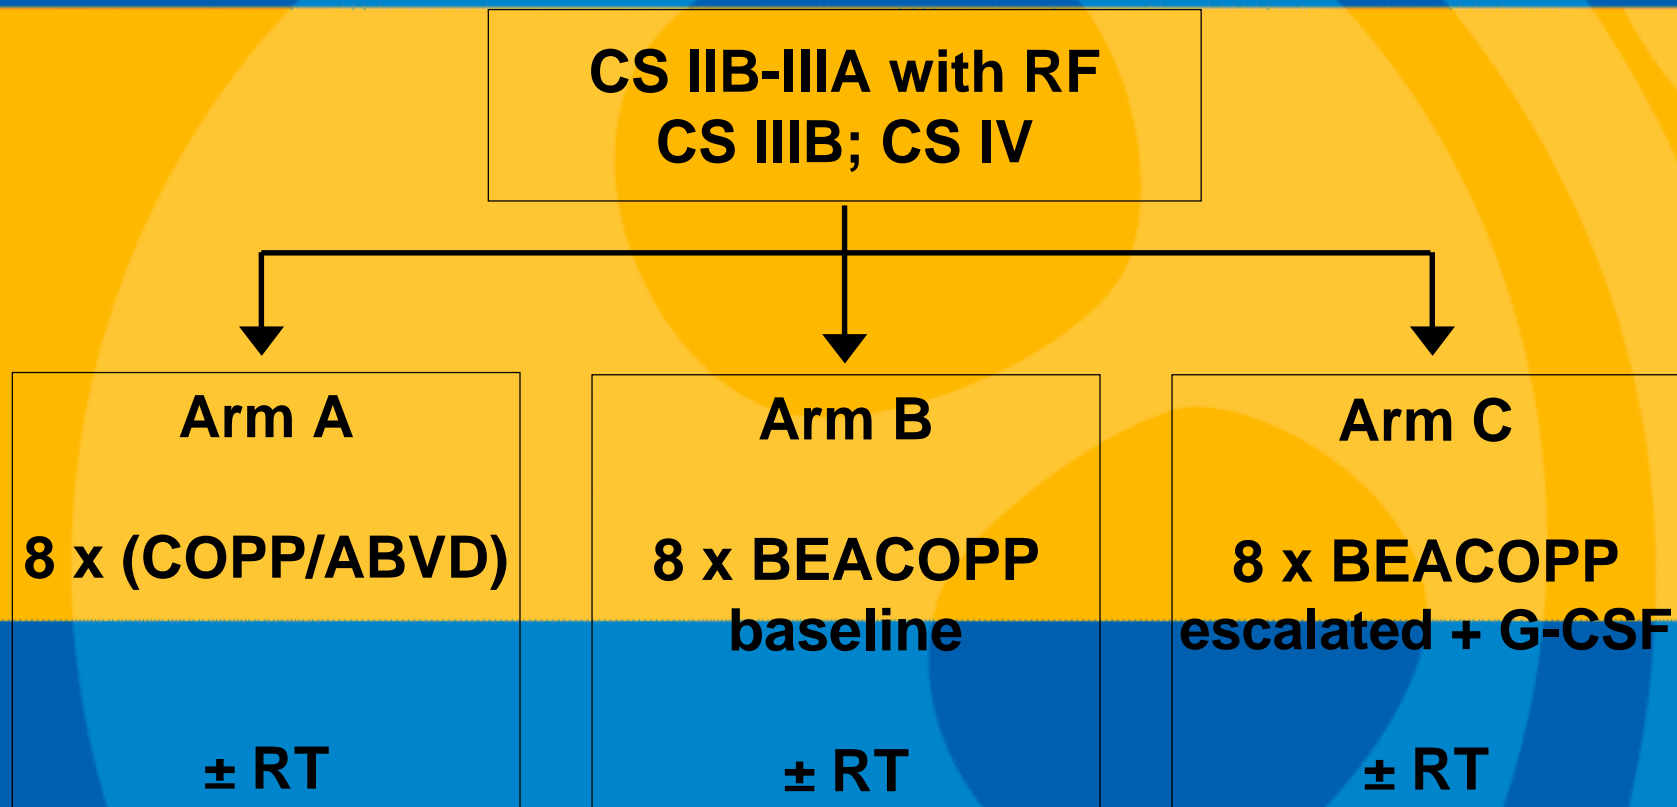 CS IIB-IIIA with RF
CS IIIB; CS IV
Arm A
8 x (COPP/ABVD)
± RT
Arm B
8 x BEACOPP
baseline
± RT
Arm C
8 x BEACOPP
escalated + G-CSF
± RT